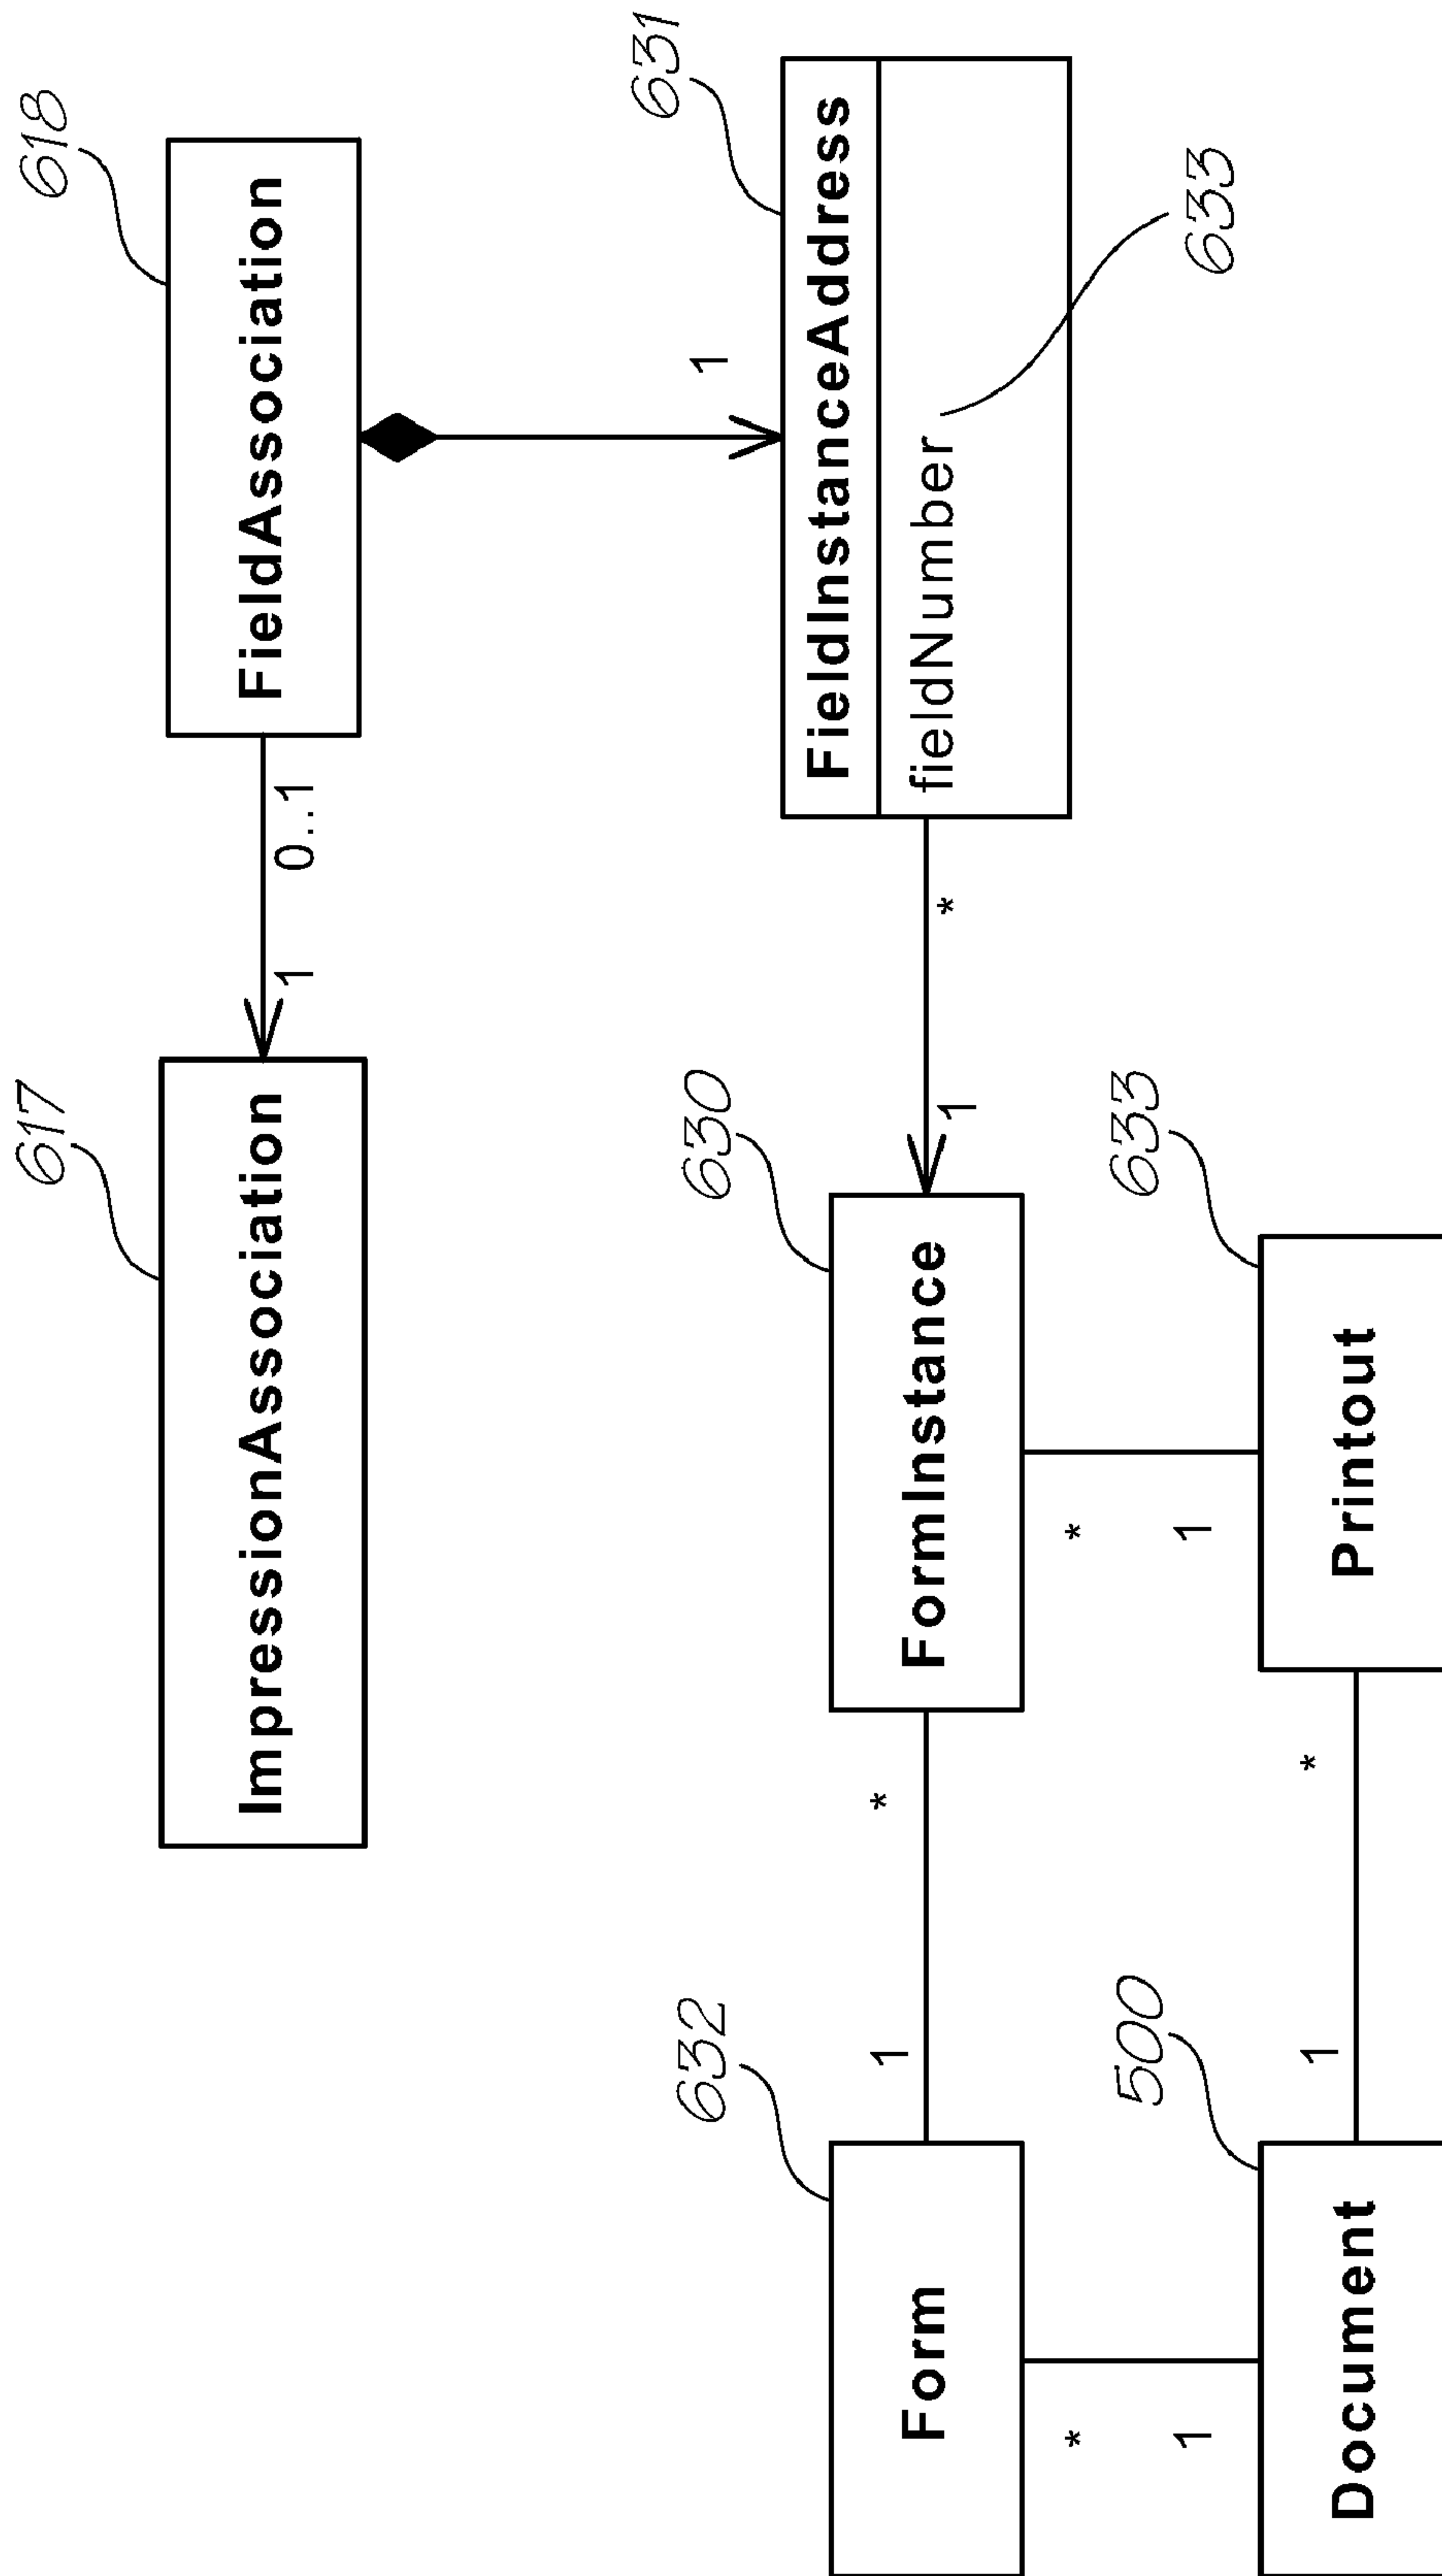 617
618
ImpressionAssociation
1
0..1
FieldAssociation
1
631
FieldInstanceAddress
fieldNumber
633
632
630
Form
1
*
FormInstance
1
*
*
1
*
1
500
633
Document
1
*
Printout